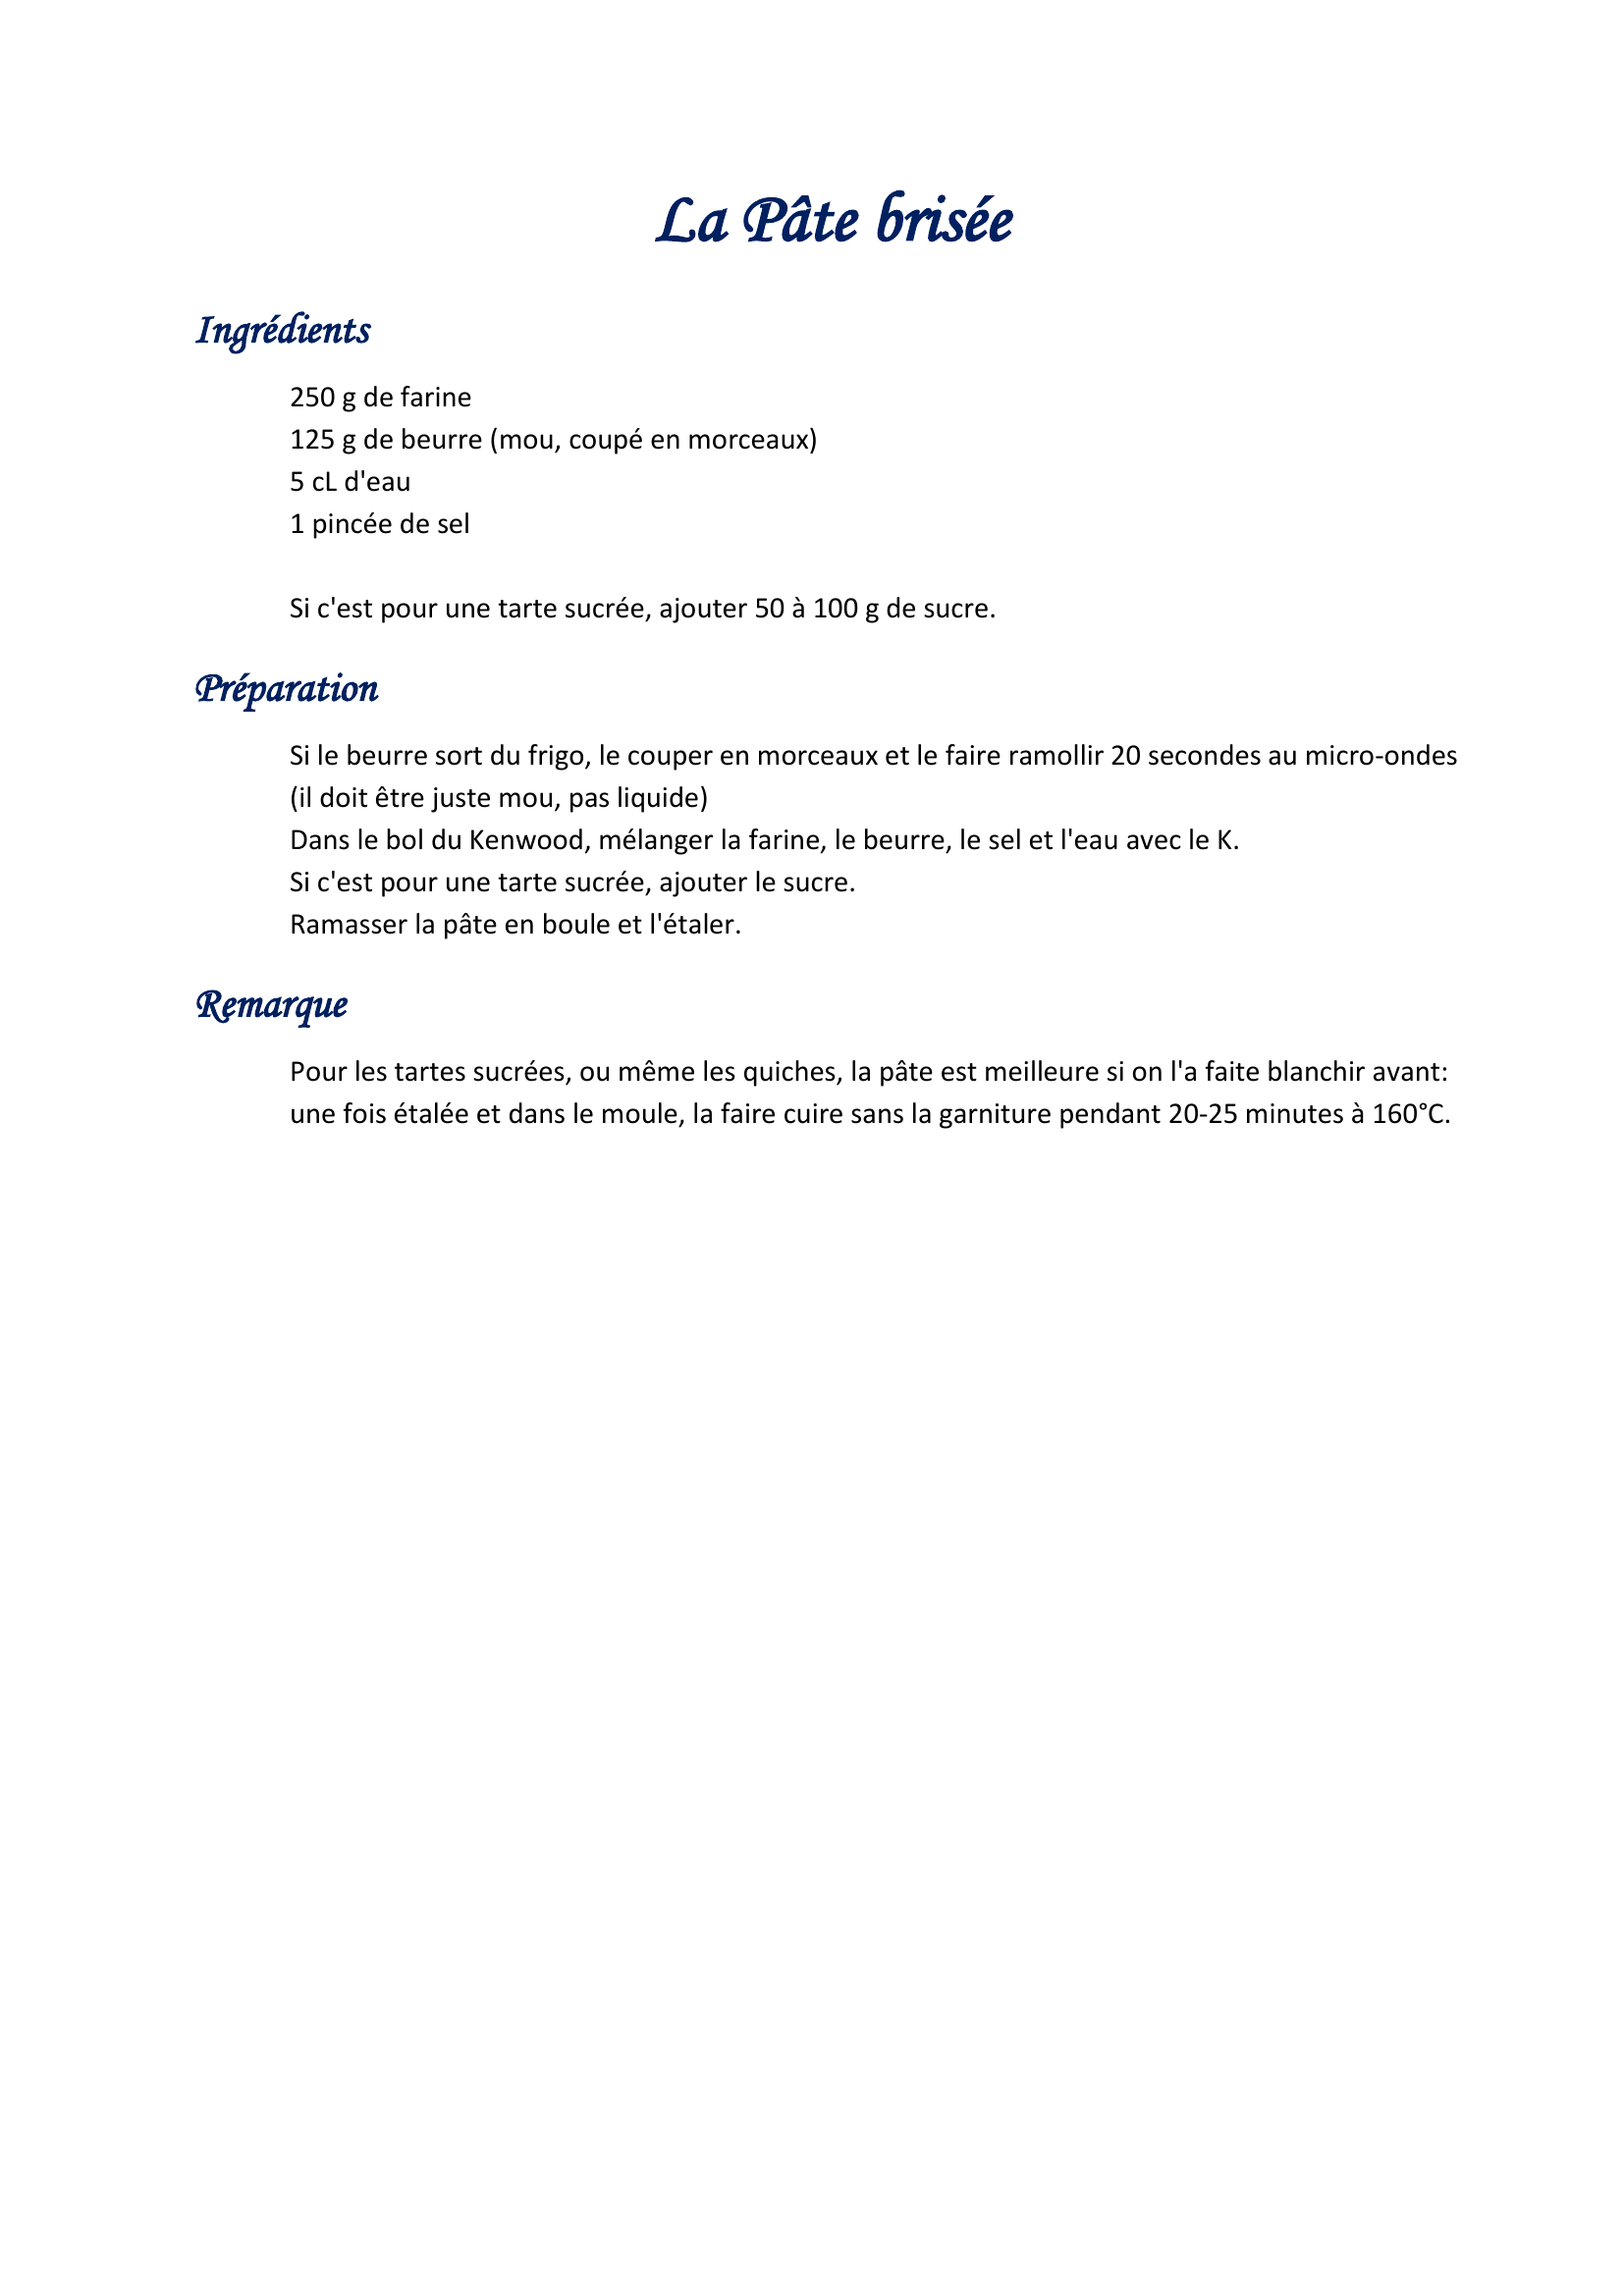 La Pâte brisée
Ingrédients
250 g de farine
125 g de beurre (mou, coupé en morceaux)
5 cL d'eau
1 pincée de sel
Si c'est pour une tarte sucrée, ajouter 50 à 100 g de sucre.
Préparation
Si le beurre sort du frigo, le couper en morceaux et le faire ramollir 20 secondes au micro-ondes
(il doit être juste mou, pas liquide)
Dans le bol du Kenwood, mélanger la farine, le beurre, le sel et l'eau avec le K.
Si c'est pour une tarte sucrée, ajouter le sucre.
Ramasser la pâte en boule et l'étaler.
Remarque
Pour les tartes sucrées, ou même les quiches, la pâte est meilleure si on l'a faite blanchir avant:
une fois étalée et dans le moule, la faire cuire sans la garniture pendant 20-25 minutes à 160°C.